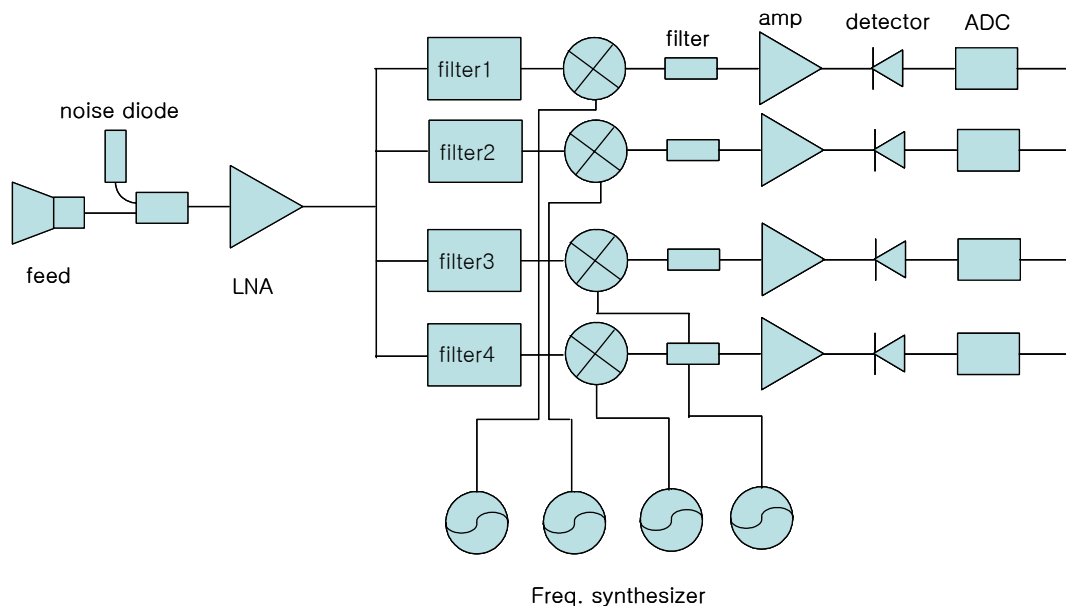 amp
detector
ADC
filter
filter1
noise diode
filter2
filter3
feed
LNA
filter4
Freq. synthesizer